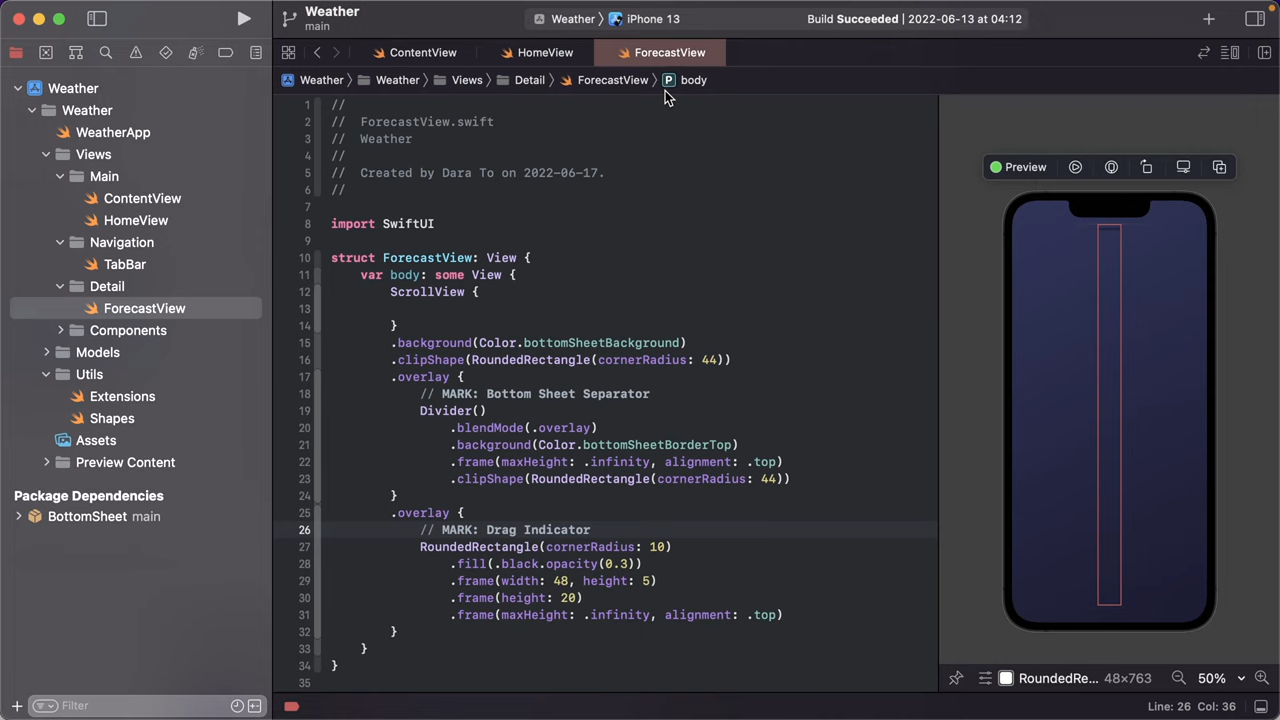 Weather
main
Weather 〉 iPhone 13
Build Succeeded | 2022-06-13 at 04:12
ContentView
HomeView
ForecastView
Weather 〉 Weather 〉 Views 〉 Detail 〉 ForecastView 〉 P body
Weather
Weather
WeatherApp
Views
Main
ContentView
HomeView
Navigation
TabBar
Detail
ForecastView
Components
Models
Utils
Extensions
Shapes
Assets
Preview Content
Package Dependencies
BottomSheet main
Filter
1 //
2 //  ForecastView.swift
3 //  Weather
4 //
5 //  Created by Dara To on 2022-06-17.
6 //
7
8 import SwiftUI
9
10 struct ForecastView: View {
11     var body: some View {
12         ScrollView {
13
14         }
15         .background(Color.bottomSheetBackground)
16         .clipShape(RoundedRectangle(cornerRadius: 44))
17         .overlay {
18             // MARK: Bottom Sheet Separator
19             Divider()
20                 .blendMode(.overlay)
21                 .background(Color.bottomSheetBorderTop)
22                 .frame(maxHeight: .infinity, alignment: .top)
23                 .clipShape(RoundedRectangle(cornerRadius: 44))
24         }
25         .overlay {
26             // MARK: Drag Indicator
27             RoundedRectangle(cornerRadius: 10)
28                 .fill(.black.opacity(0.3))
29                 .frame(width: 48, height: 5)
30                 .frame(height: 20)
31                 .frame(maxHeight: .infinity, alignment: .top)
32         }
33     }
34 }
35
Preview
RoundedRe... 48×763
50%
Line: 26 Col: 36